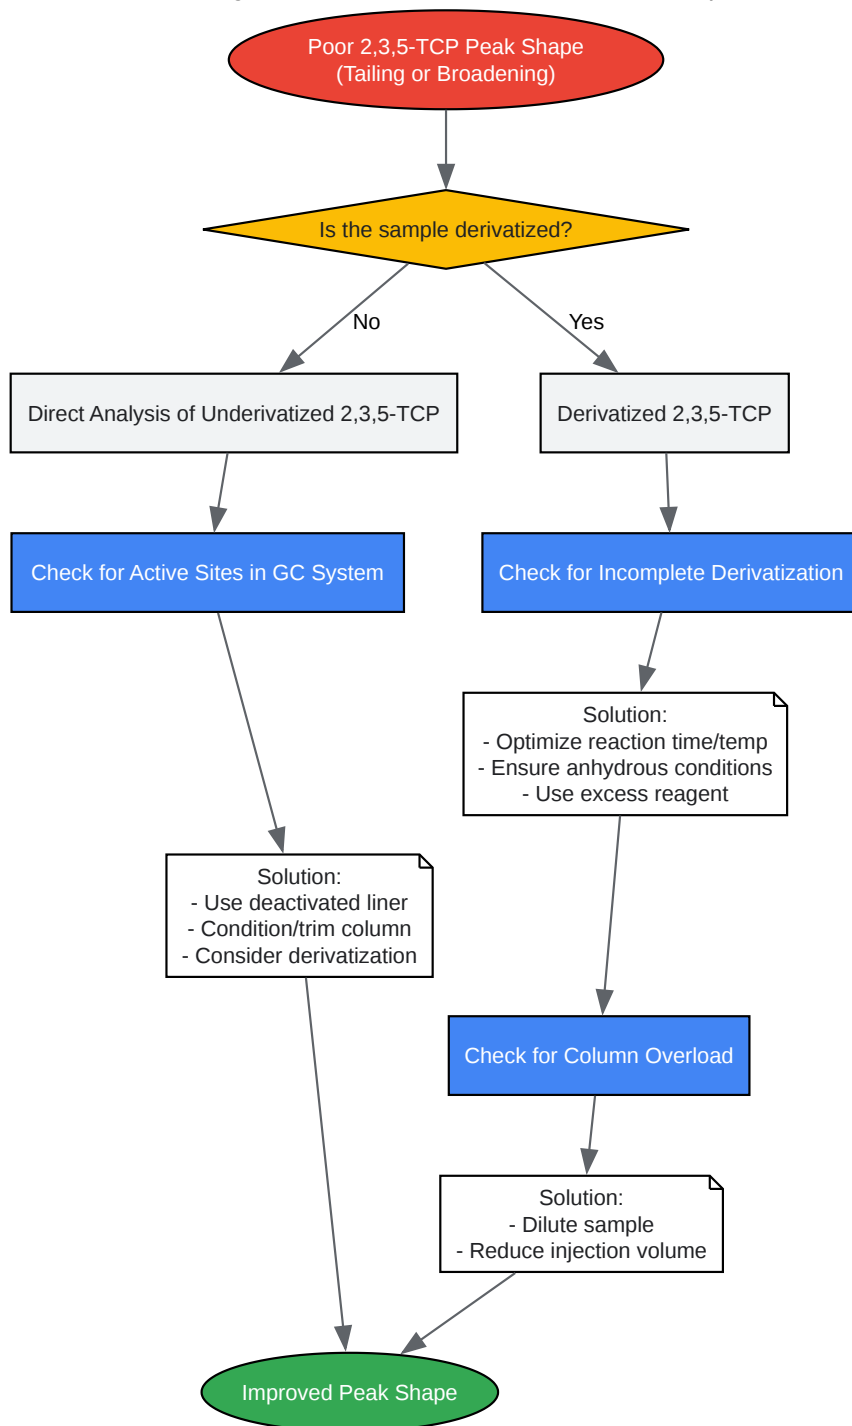 Poor 2,3,5-TCP Peak Shape
(Tailing or Broadening)
Is the sample derivatized?
No
Yes
Direct Analysis of Underivatized 2,3,5-TCP
Derivatized 2,3,5-TCP
Check for Active Sites in GC System
Check for Incomplete Derivatization
Solution:
- Optimize reaction time/temp
- Ensure anhydrous conditions
- Use excess reagent
Solution:
- Use deactivated liner
- Condition/trim column
- Consider derivatization
Check for Column Overload
Solution:
- Dilute sample
- Reduce injection volume
Improved Peak Shape